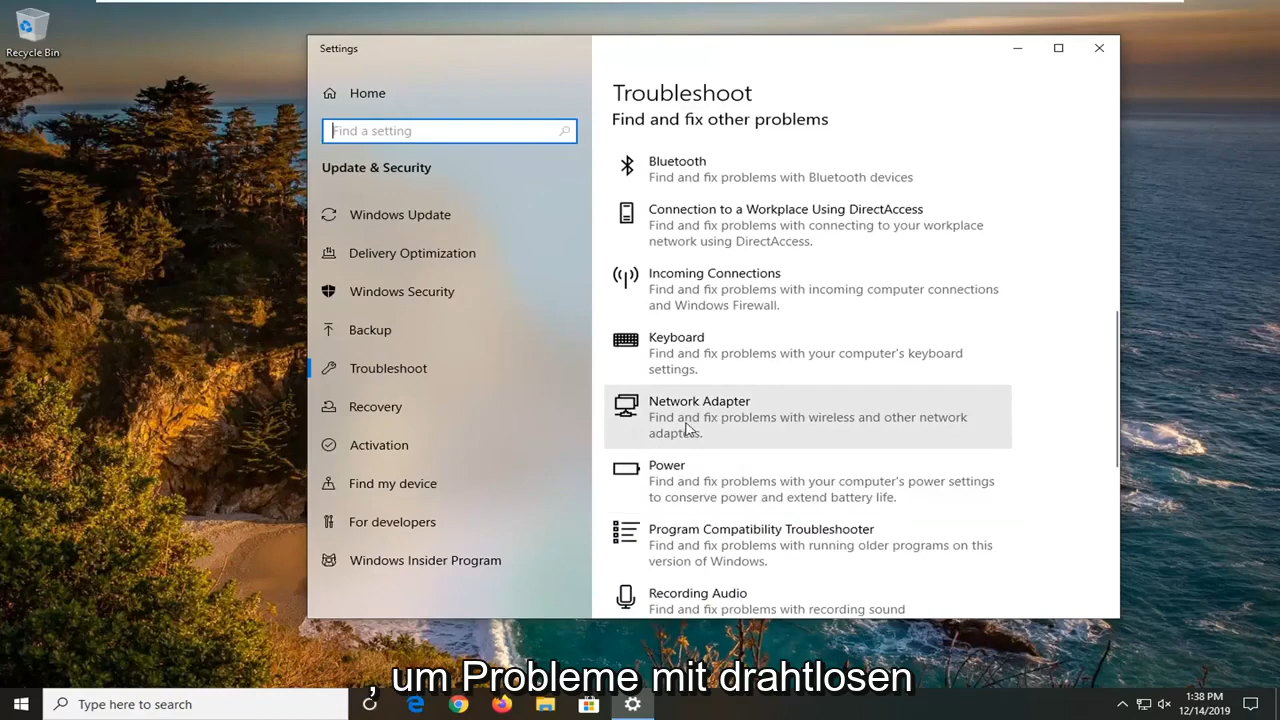 Recycle Bin
Settings
Home
Find a setting
Update & Security
Windows Update
Delivery Optimization
Windows Security
Backup
Troubleshoot
Recovery
Activation
Find my device
For developers
Windows Insider Program
Troubleshoot
Find and fix other problems
Bluetooth
Find and fix problems with Bluetooth devices
Connection to a Workplace Using DirectAccess
Find and fix problems with connecting to your workplace
network using DirectAccess.
Incoming Connections
Find and fix problems with incoming computer connections
and Windows Firewall.
Keyboard
Find and fix problems with your computer's keyboard
settings.
Network Adapter
Find and fix problems with wireless and other network
adapters.
Power
Find and fix problems with your computer's power settings
to conserve power and extend battery life.
Program Compatibility Troubleshooter
Find and fix problems with running older programs on this
version of Windows.
Recording Audio
Find and fix problems with recording sound
, um Probleme mit drahtlosen
Type here to search
1:38 PM
12/14/2019